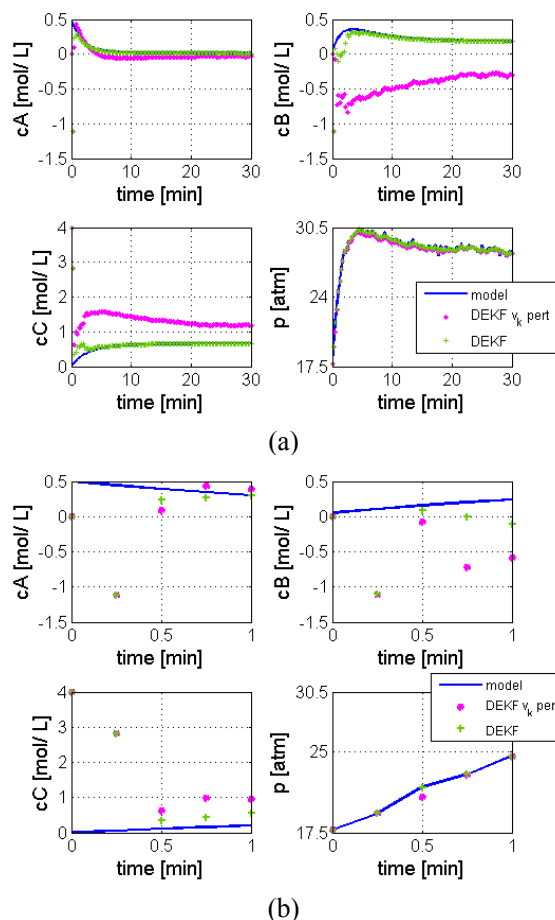 0.5
0
-0.5
-1
-1.5
cA [mol/ L]
0 10 20 30
time [min]
0.5
0
-0.5
-1
-1.5
cB [mol/ L]
0 10 20 30
time [min]
4
3
2
1
0
cC [mol/ L]
0 10 20 30
time [min]
30.5
24
17.5
p [atm]
0 10 20 30
time [min]
model
DEKF v_k pert
DEKF
(a)
0.5
0
-0.5
-1
-1.5
cA [mol/ L]
0 0.5 1
time [min]
0.5
0
-0.5
-1
-1.5
cB [mol/ L]
0 0.5 1
time [min]
4
3
2
1
0
cC [mol/ L]
0 0.5 1
time [min]
30.5
25
17.5
p [atm]
0 0.5 1
time [min]
model
DEKF v_k pert
DEKF
(b)